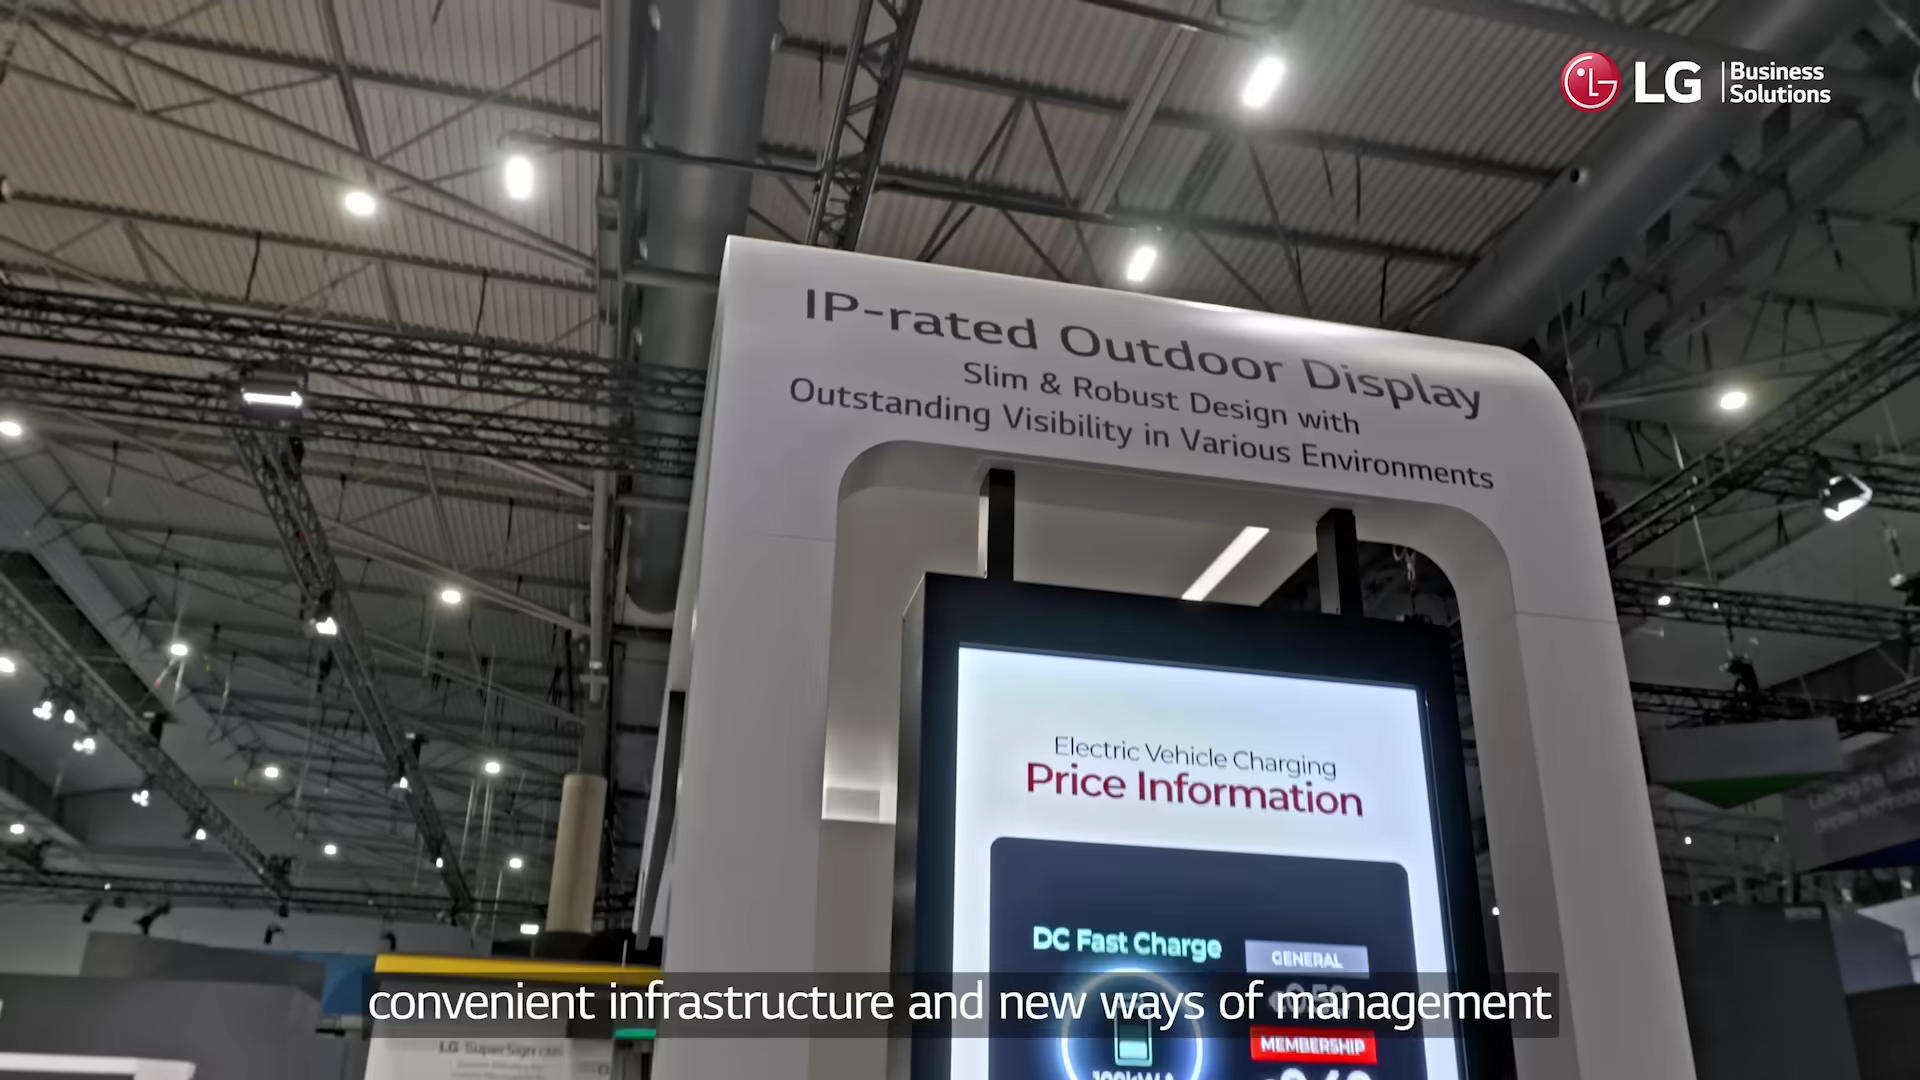 LG Business
Solutions
IP-rated Outdoor Display
Slim & Robust Design with
Outstanding Visibility in Various Environments
Electric Vehicle Charging
Price Information
DC Fast Charge
GENERAL
MEMBERSHIP
convenient infrastructure and new ways of management
LG SuperSign CMS